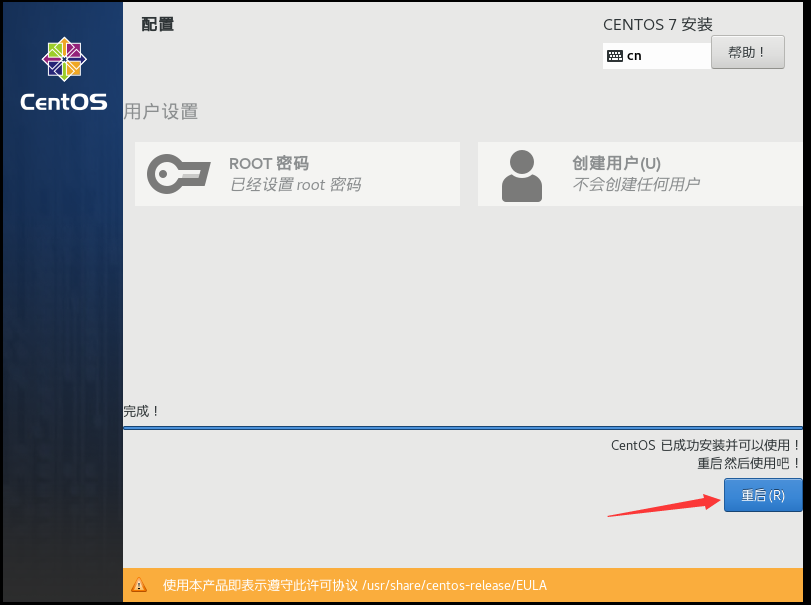 配置
CENTOS 7 安装
cn
帮助！
CentOS
用户设置
ROOT 密码
已经设置 root 密码
创建用户(U)
不会创建任何用户
完成！
CentOS 已成功安装并可以使用！
重启然后使用吧！
重启(R)
使用本产品即表示遵守此许可协议 /usr/share/centos-release/EULA